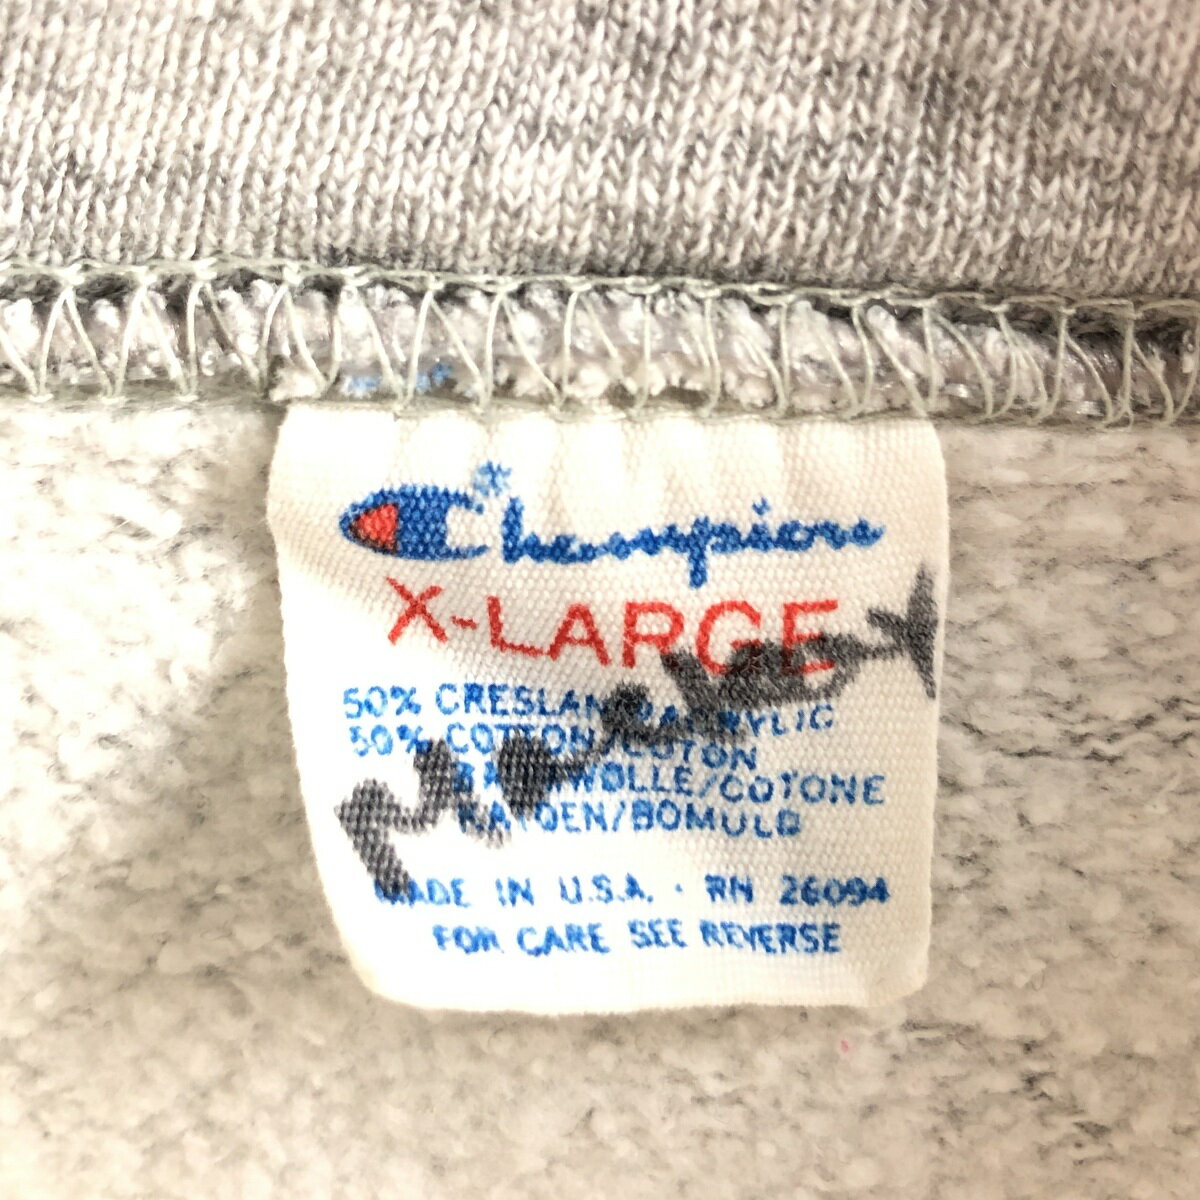 Champion
X-LARGE
50% CRESLAN ACRYLIC
50% COTTON/COTON
BAUMWOLLE/COTONE
KATOEN/BOMULD
MADE IN U.S.A. · RN 26094
FOR CARE SEE REVERSE